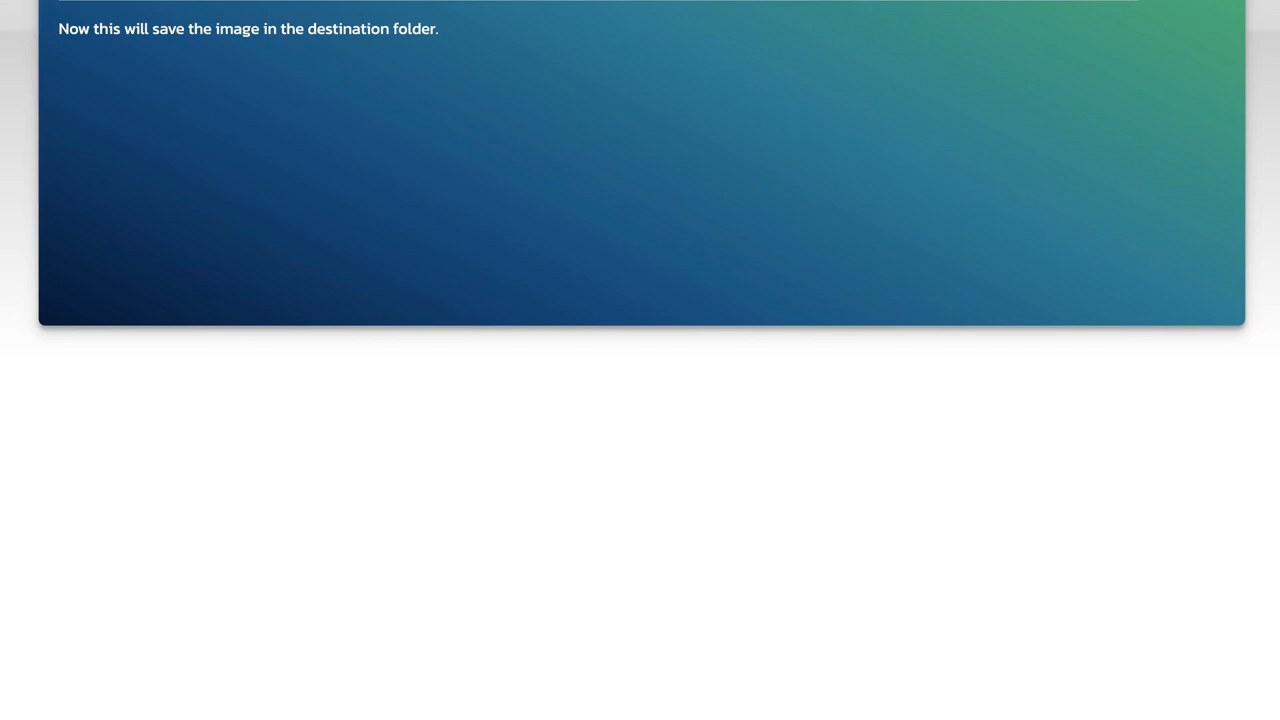 Now this will save the image in the destination folder.